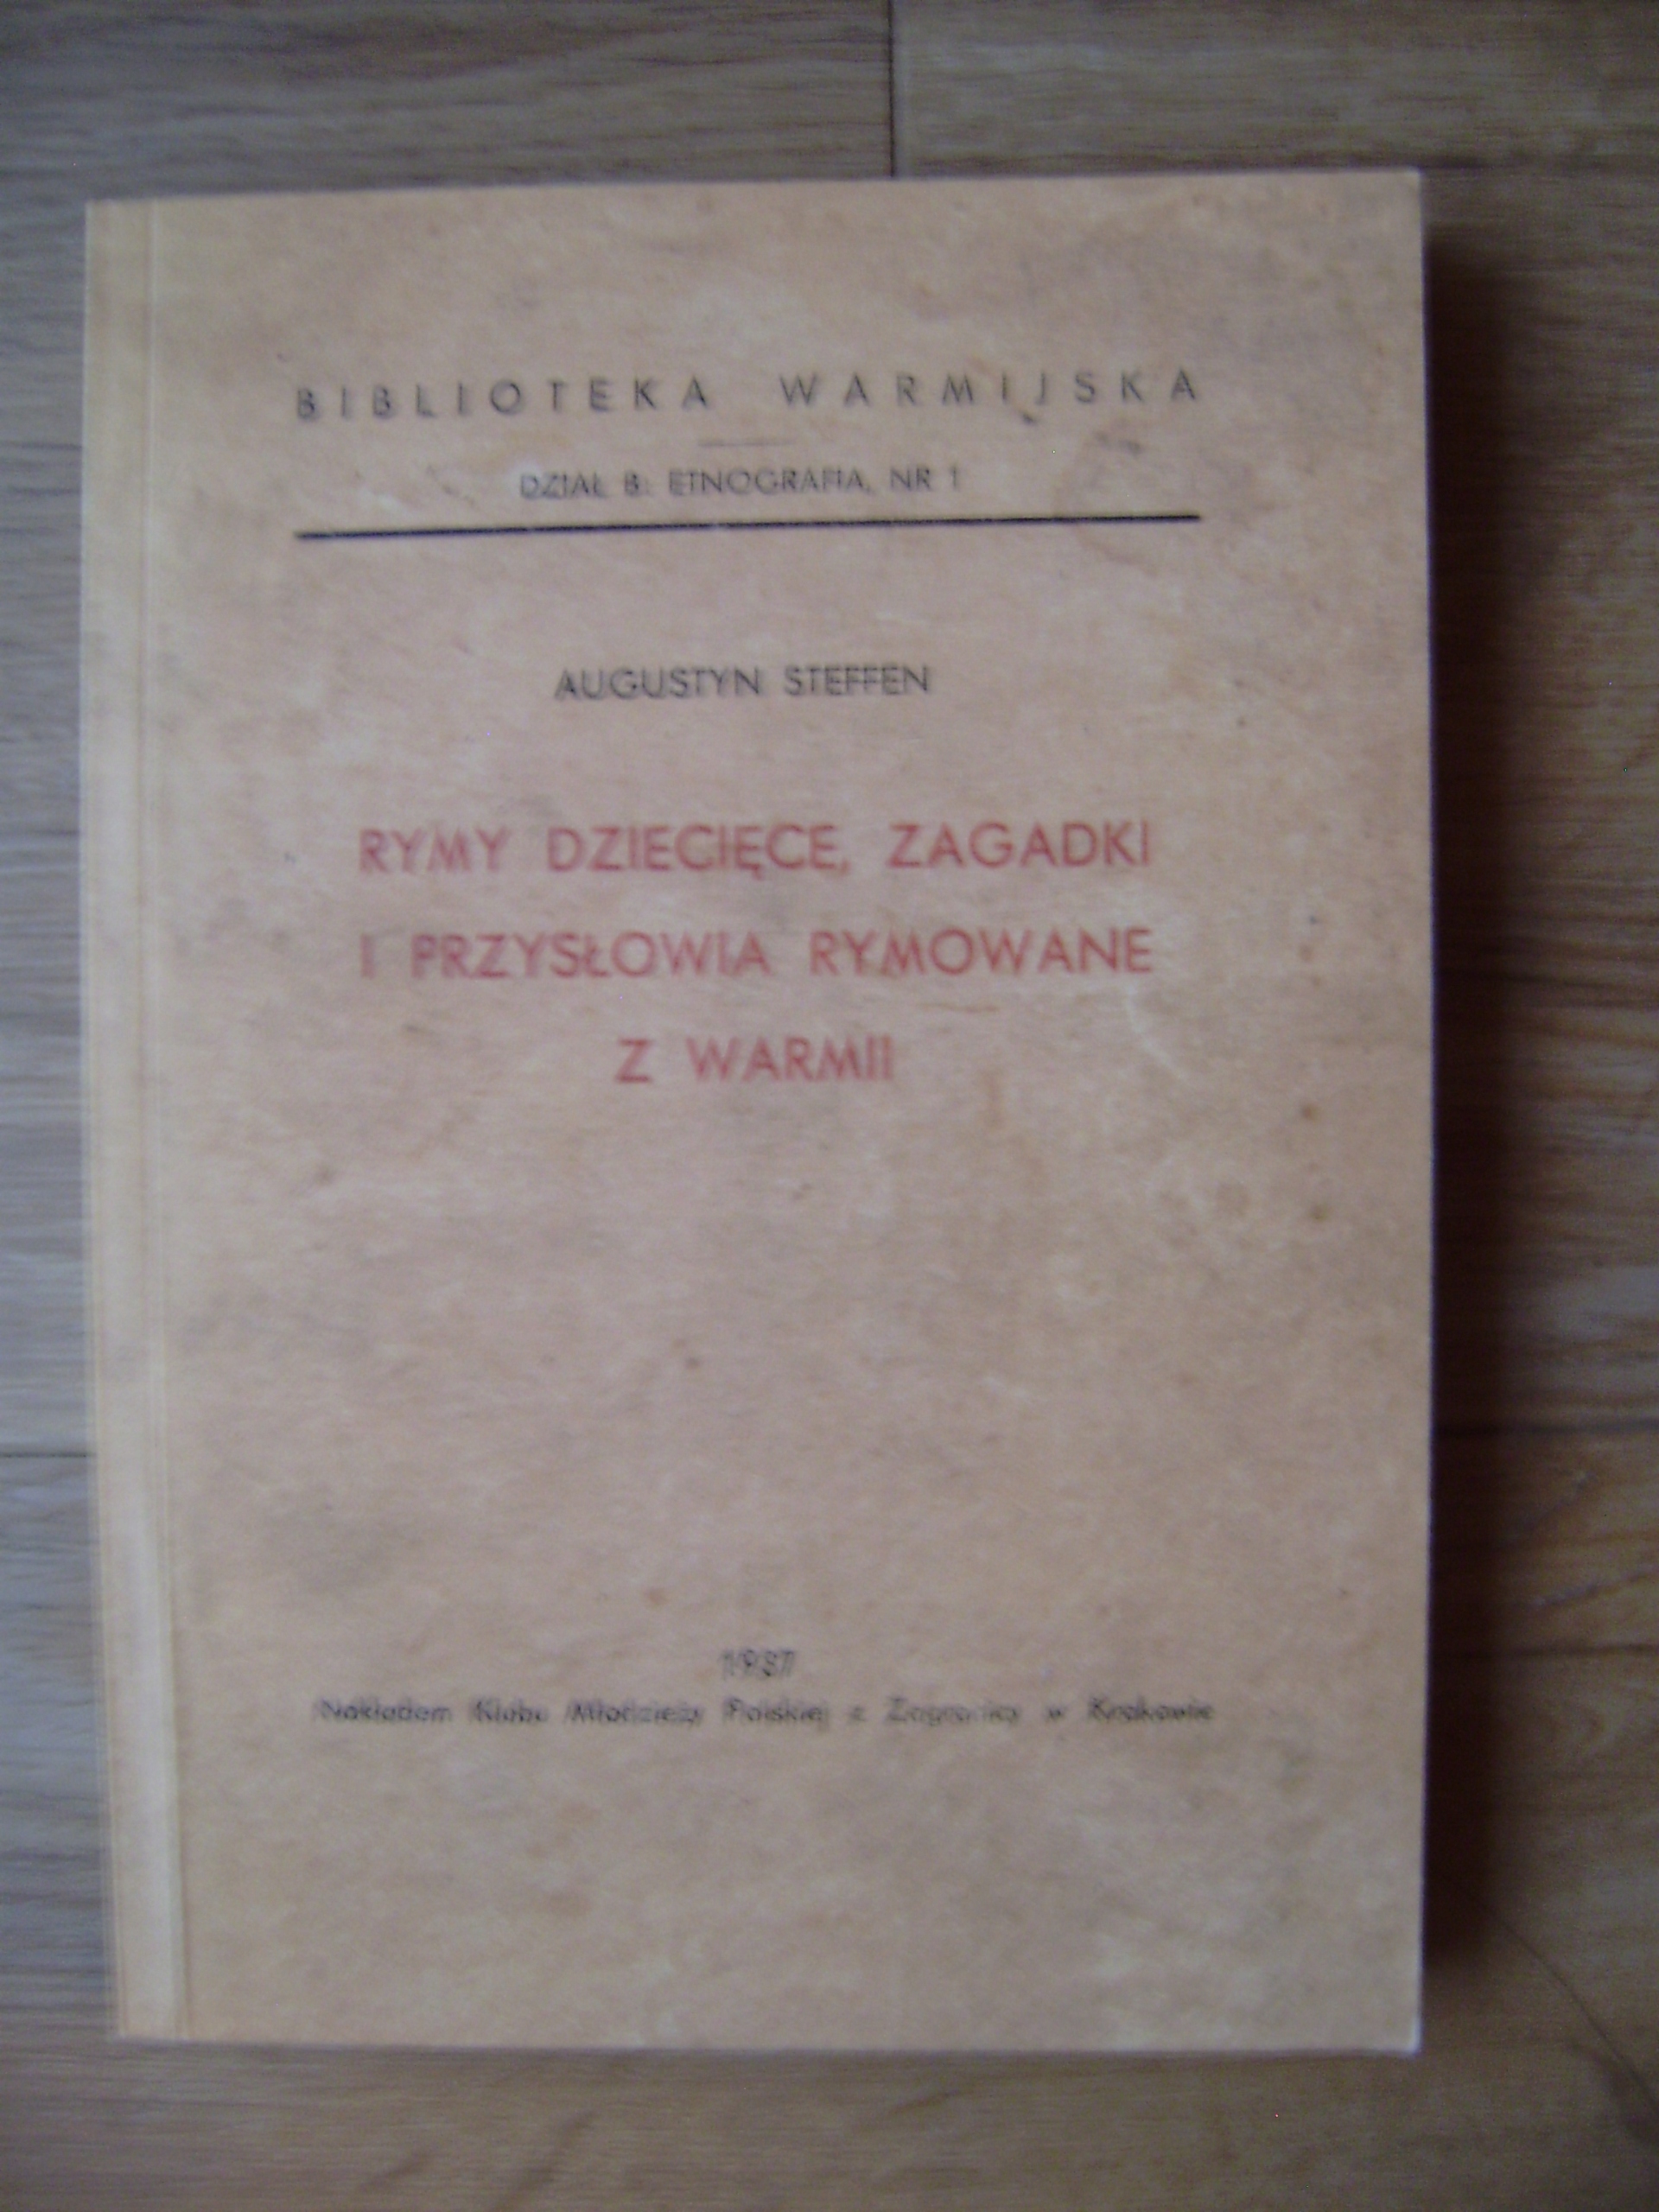 BIBLIOTEKA WARMIJSKA
DZIAŁ B: ETNOGRAFIA, NR 1
AUGUSTYN STEFFEN
RYMY DZIECIĘCE, ZAGADKI
I PRZYSŁOWIA RYMOWANE
Z WARMII
1937
Nakładem Klubu Młodzieży Polskiej z Zagranicy w Krakowie